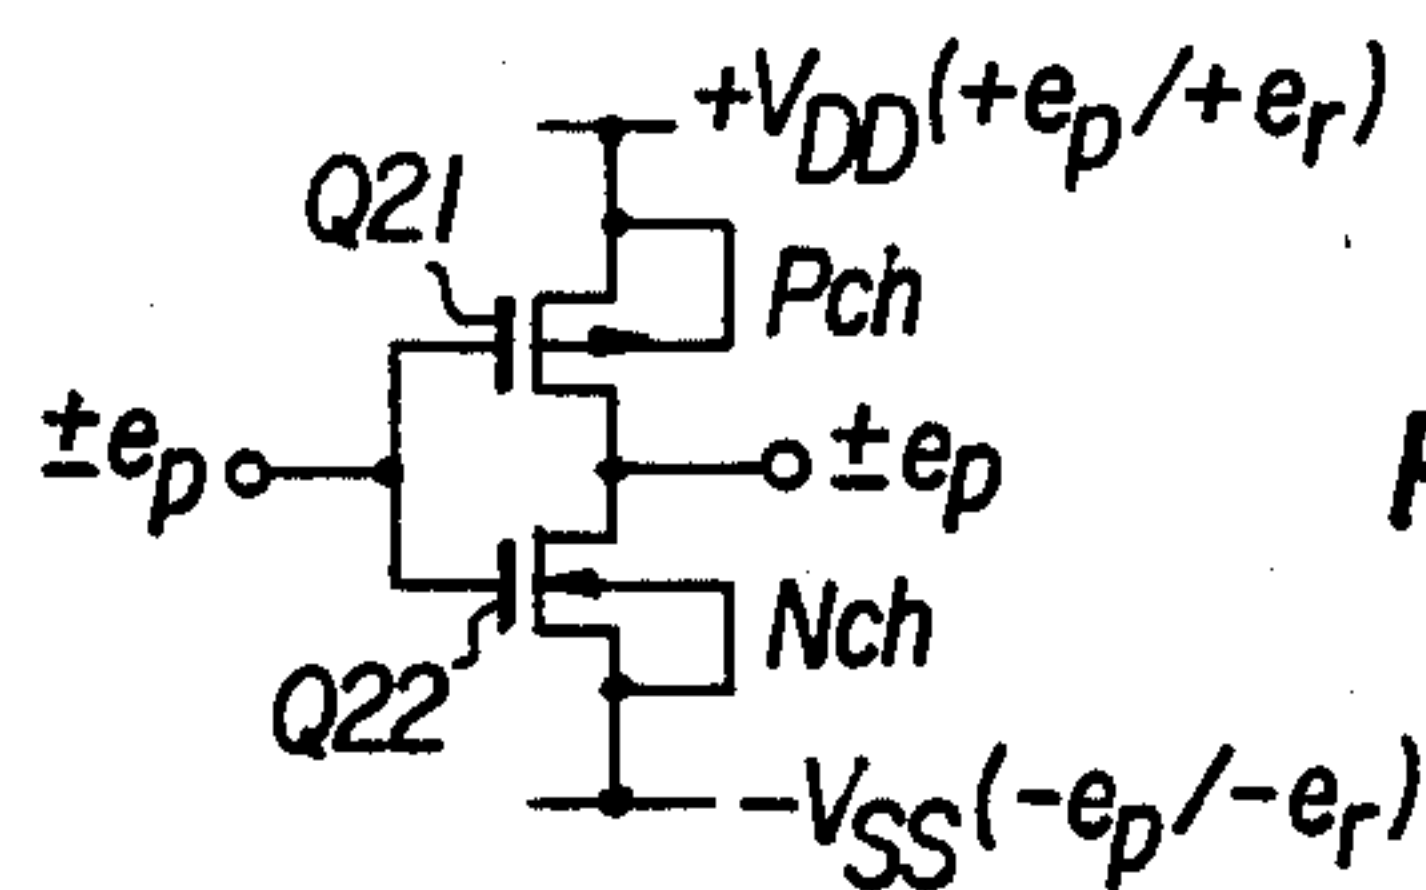 +VDD(+ep/+er)
Q21
Pch
±ep
±ep
Nch
Q22
-VSS(-ep/-er)